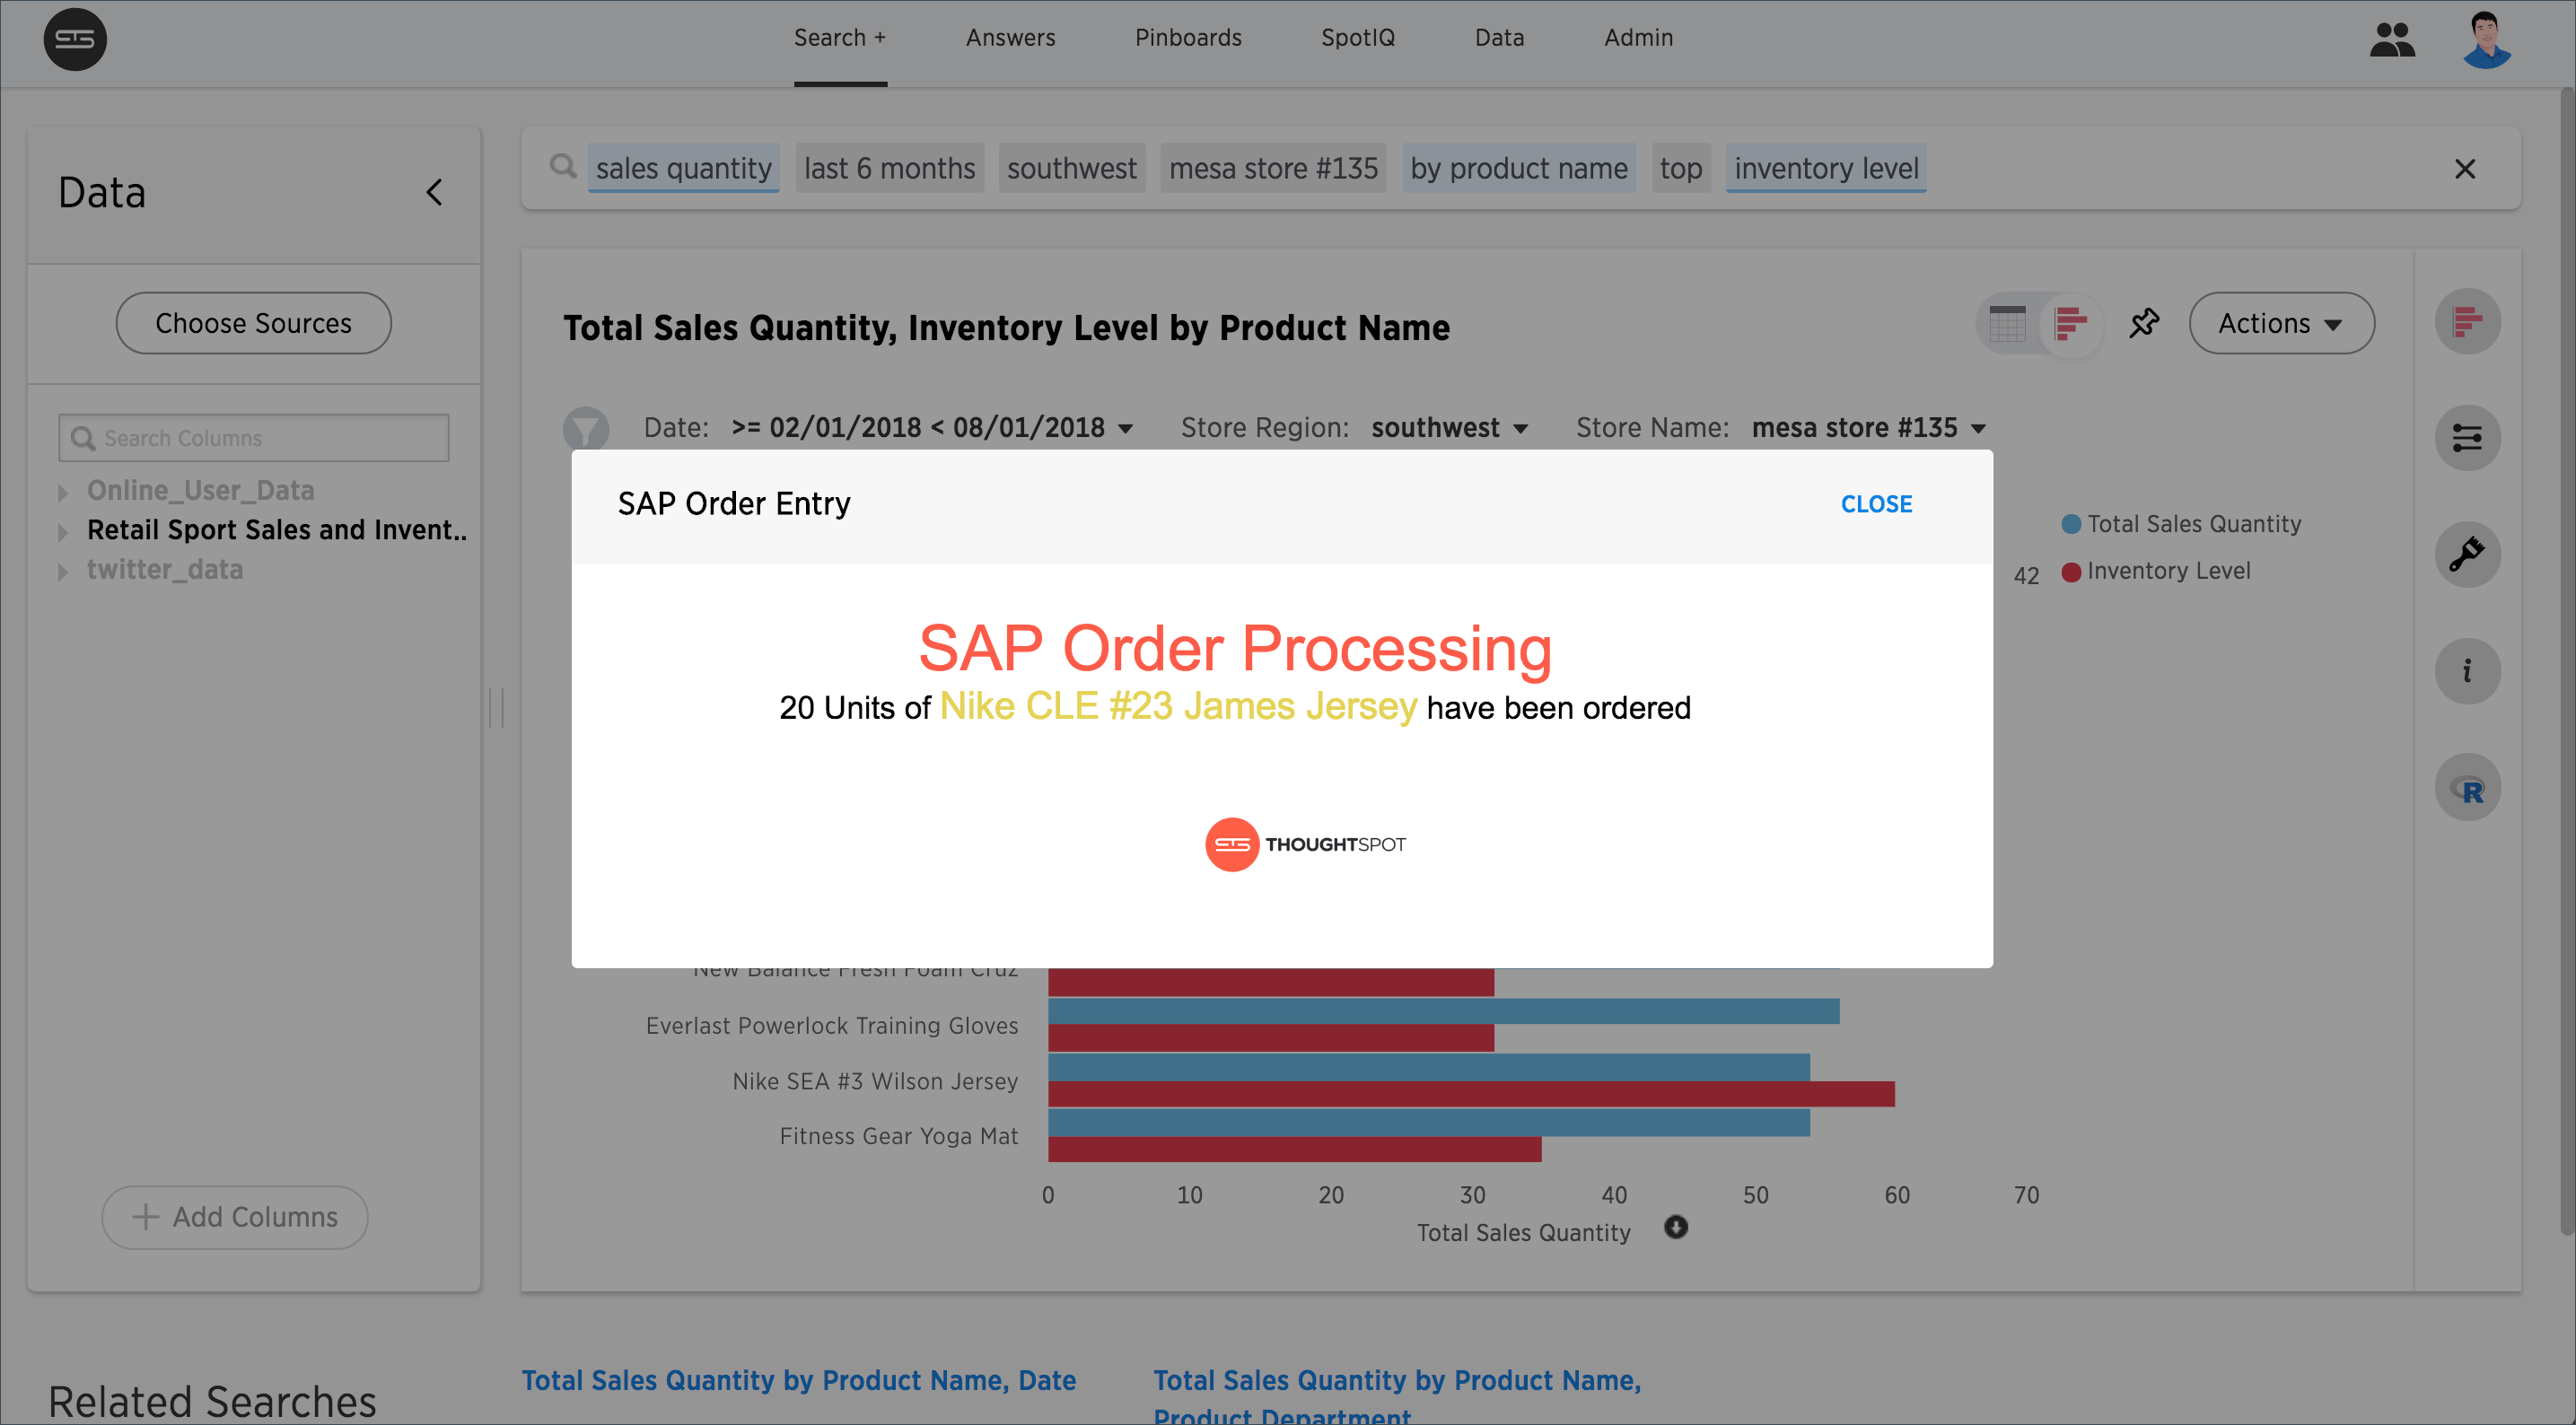 Search +
Answers
Pinboards
SpotIQ
Data
Admin
Data
Choose Sources
Search Columns
Online_User_Data
Retail Sport Sales and Invent..
twitter_data
+ Add Columns
sales quantity last 6 months southwest mesa store #135 by product name top inventory level
Total Sales Quantity, Inventory Level by Product Name
Actions
Date: >= 02/01/2018 < 08/01/2018 Store Region: southwest Store Name: mesa store #135
SAP Order Entry
CLOSE
SAP Order Processing
20 Units of Nike CLE #23 James Jersey have been ordered
THOUGHTSPOT
Total Sales Quantity
42
Inventory Level
i
R
New Balance Fresh Foam Cruz
Everlast Powerlock Training Gloves
Nike SEA #3 Wilson Jersey
Fitness Gear Yoga Mat
0 10 20 30 40 50 60 70
Total Sales Quantity
Related Searches
Total Sales Quantity by Product Name, Date
Total Sales Quantity by Product Name,
Product Department